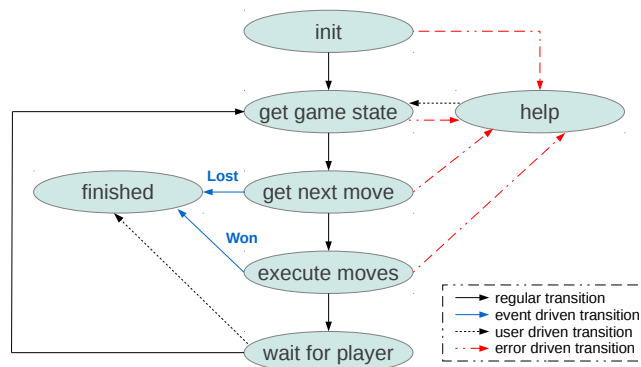 init
get game state
help
Lost
finished
get next move
Won
execute moves
wait for player
regular transition
event driven transition
user driven transition
error driven transition